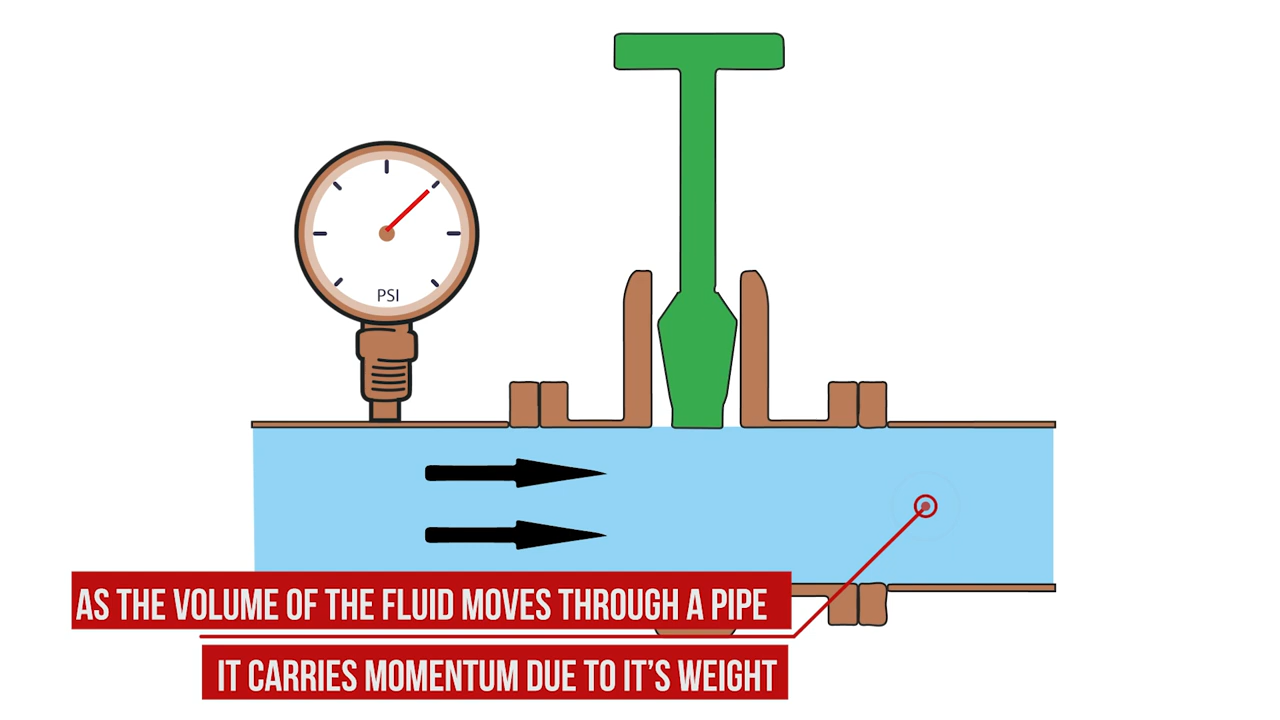 PSI
AS THE VOLUME OF THE FLUID MOVES THROUGH A PIPE
IT CARRIES MOMENTUM DUE TO IT'S WEIGHT